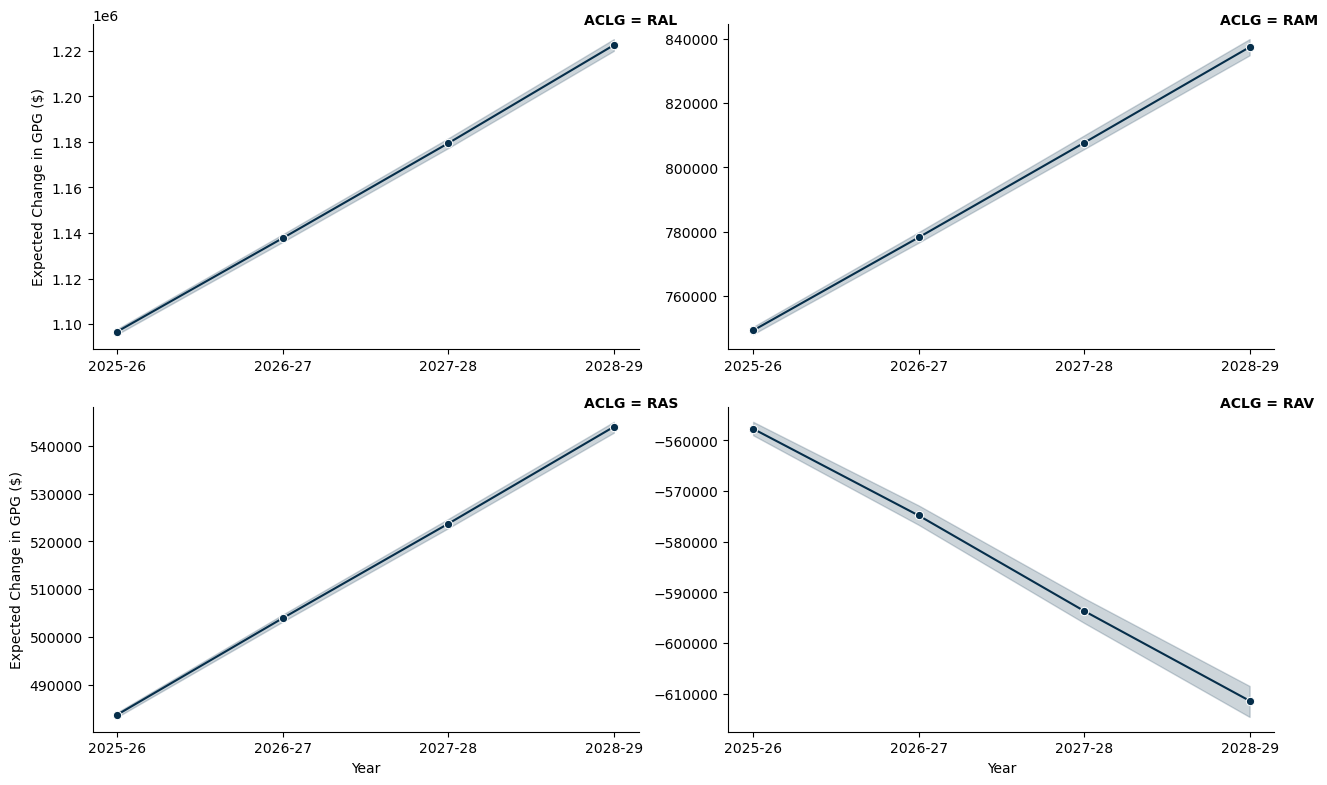 1e6
ACLG = RAL
Expected Change in GPG ($)
1.22
1.20
1.18
1.16
1.14
1.12
1.10
2025-26 2026-27 2027-28 2028-29
ACLG = RAM
840000
820000
800000
780000
760000
2025-26 2026-27 2027-28 2028-29
ACLG = RAS
Expected Change in GPG ($)
540000
530000
520000
510000
500000
490000
2025-26 2026-27 2027-28 2028-29
Year
ACLG = RAV
−560000
−570000
−580000
−590000
−600000
−610000
2025-26 2026-27 2027-28 2028-29
Year